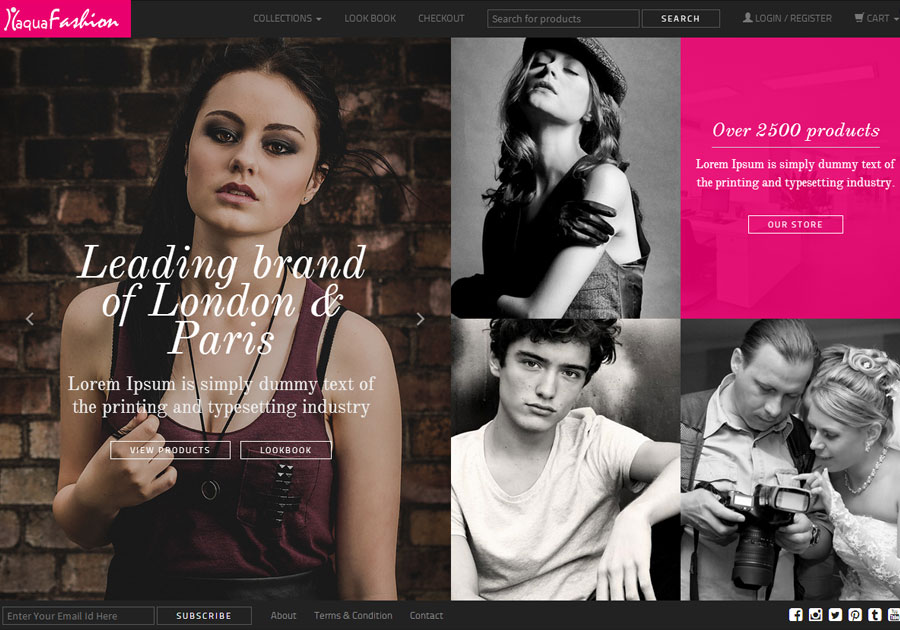 aquaFashion
COLLECTIONS
LOOK BOOK
CHECKOUT
Search for products
SEARCH
LOGIN / REGISTER
CART
Leading brand
of London &
Paris
Lorem Ipsum is simply dummy text of
the printing and typesetting industry
VIEW PRODUCTS
LOOKBOOK
Over 2500 products
Lorem Ipsum is simply dummy text of
the printing and typesetting industry.
OUR STORE
Enter Your Email Id Here
SUBSCRIBE
About
Terms & Condition
Contact